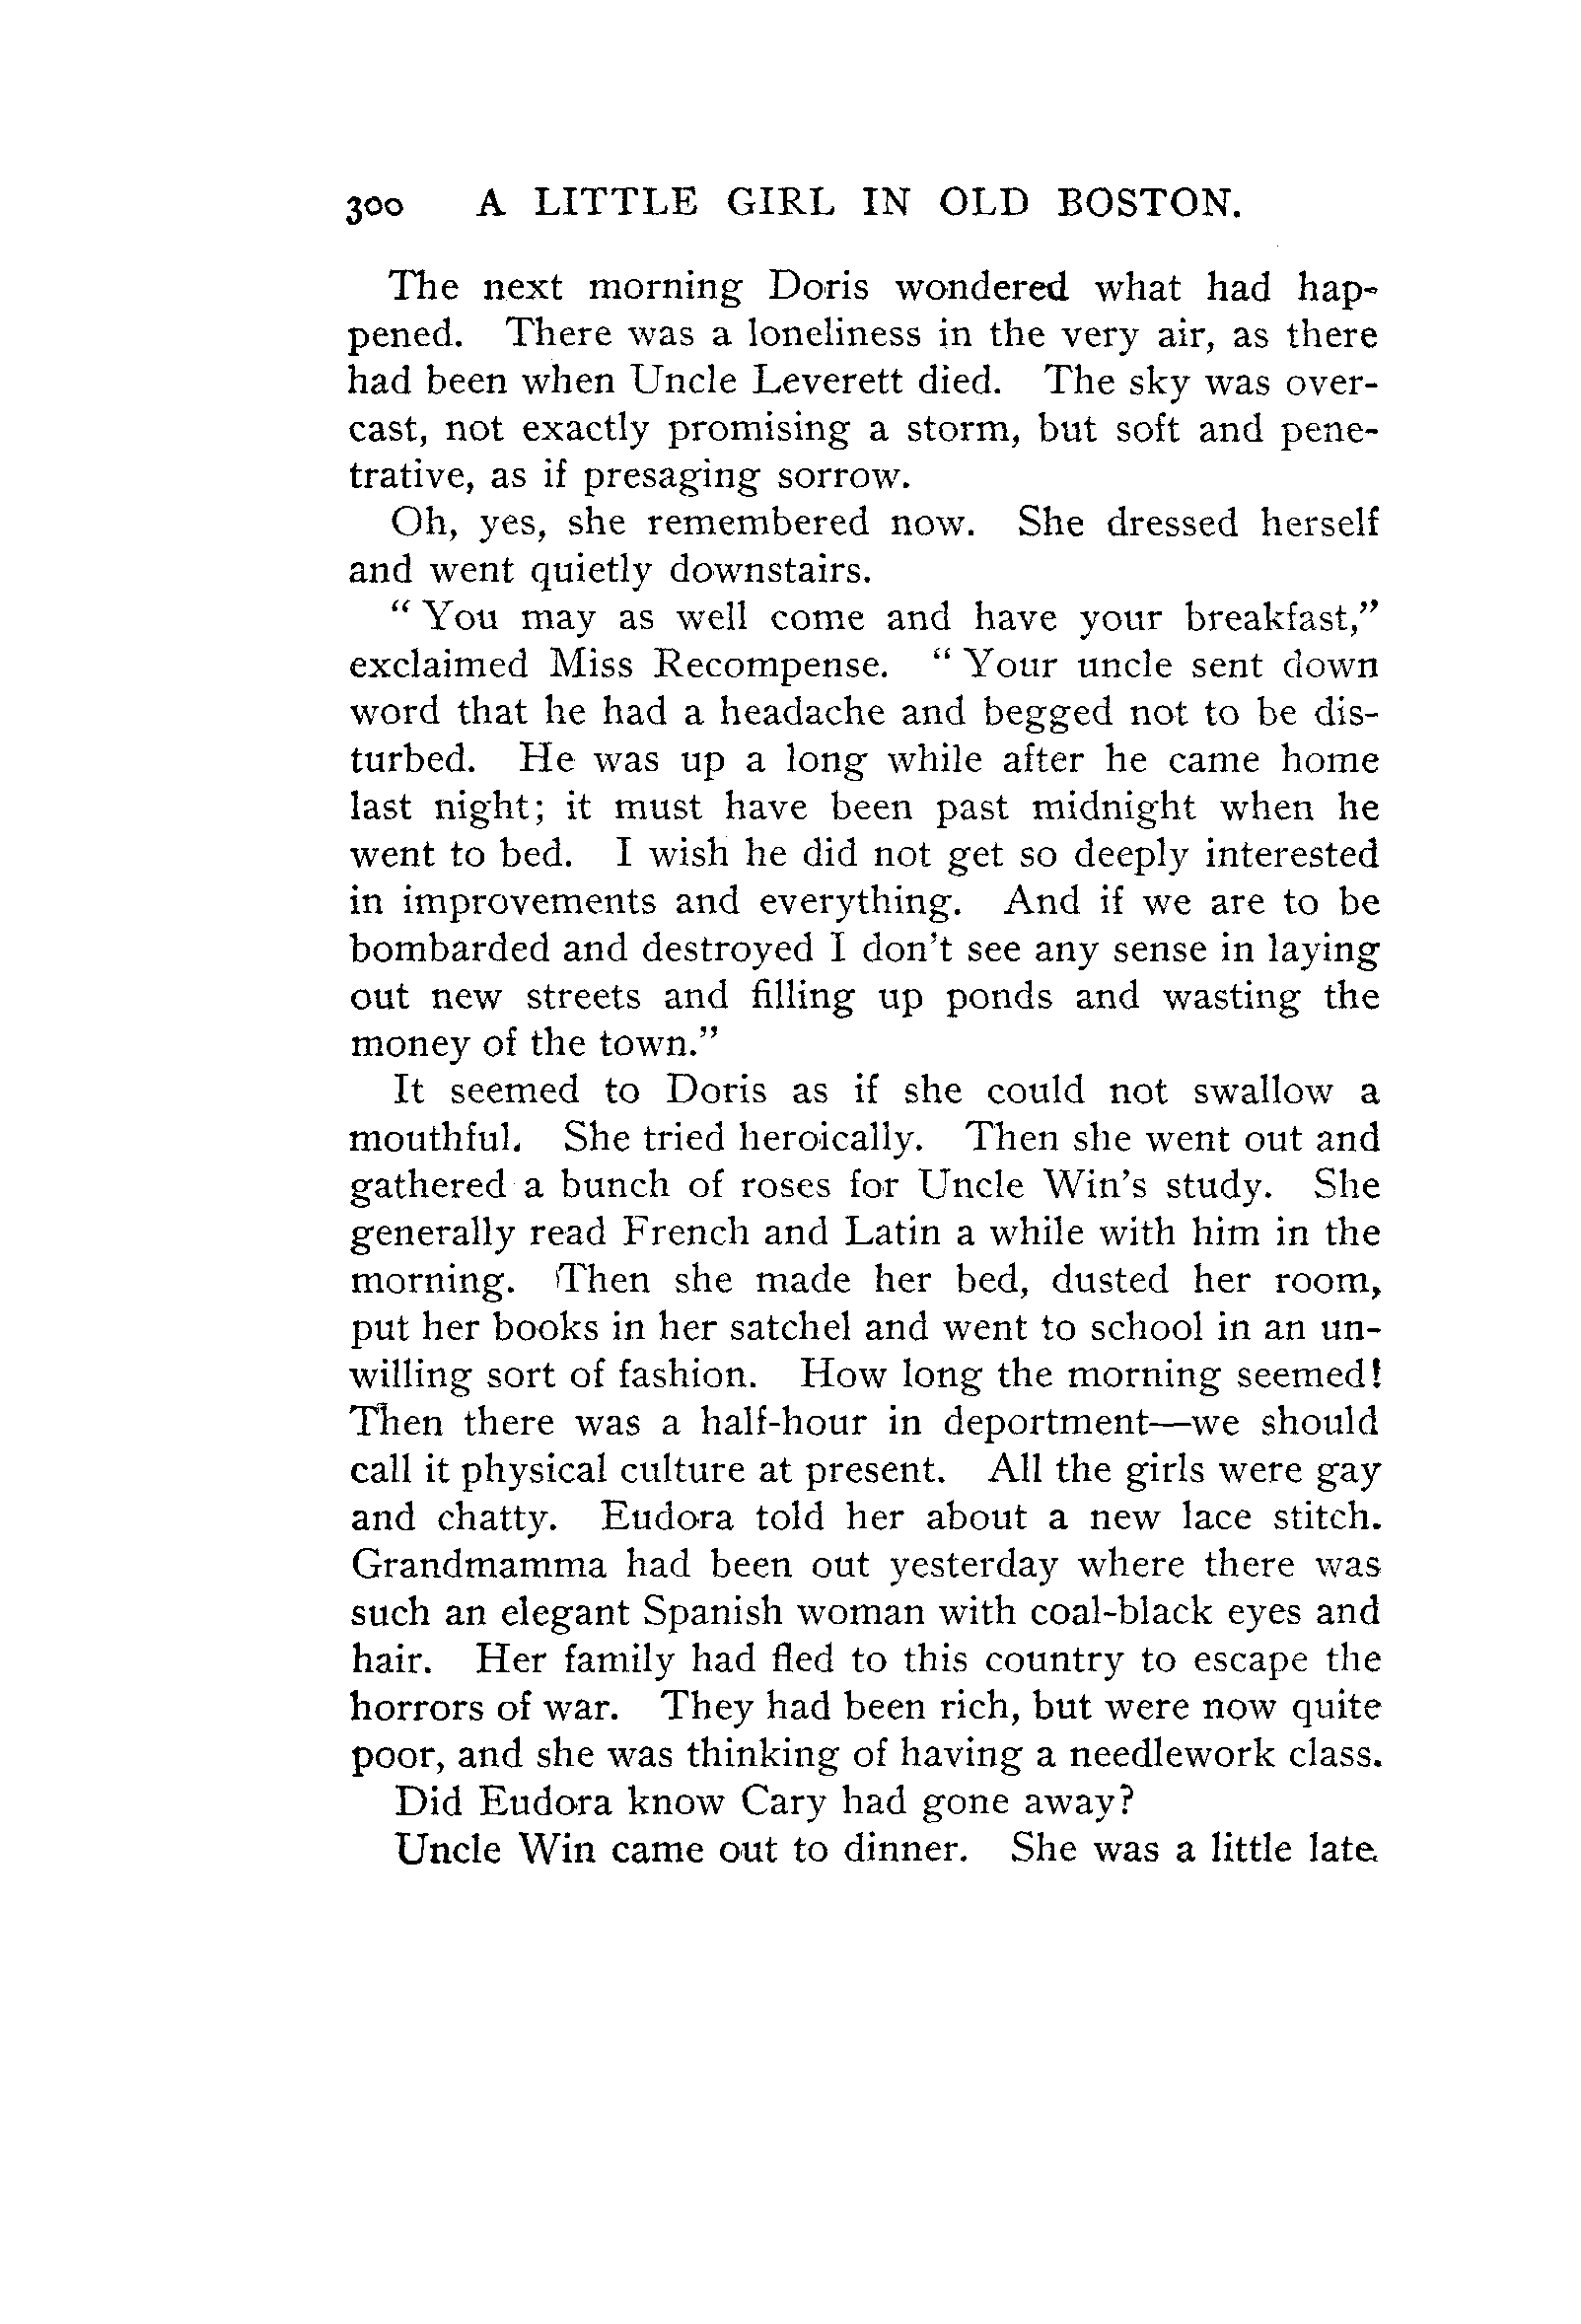 300 A LITTLE GIRL IN OLD BOSTON.
The next morning Doris wondered what had hap-
pened. There was a loneliness in the very air, as there
had been when Uncle Leverett died. The sky was over-
cast, not exactly promising a storm, but soft and pene-
trative, as if presaging sorrow.
Oh, yes, she remembered now. She dressed herself
and went quietly downstairs.
“ You may as well come and have your breakfast,”
exclaimed Miss Recompense. “ Your uncle sent down
word that he had a headache and begged not to be dis-
turbed. He was up a long while after he came home
last night; it must have been past midnight when he
went to bed. I wish he did not get so deeply interested
in improvements and everything. And if we are to be
bombarded and destroyed I don’t see any sense in laying
out new streets and filling up ponds and wasting the
money of the town.”
It seemed to Doris as if she could not swallow a
mouthful. She tried heroically. Then she went out and
gathered a bunch of roses for Uncle Win’s study. She
generally read French and Latin a while with him in the
morning. Then she made her bed, dusted her room,
put her books in her satchel and went to school in an un-
willing sort of fashion. How long the morning seemed!
Then there was a half-hour in deportment—we should
call it physical culture at present. All the girls were gay
and chatty. Eudora told her about a new lace stitch.
Grandmamma had been out yesterday where there was
such an elegant Spanish woman with coal-black eyes and
hair. Her family had fled to this country to escape the
horrors of war. They had been rich, but were now quite
poor, and she was thinking of having a needlework class.
Did Eudora know Cary had gone away?
Uncle Win came out to dinner. She was a little late